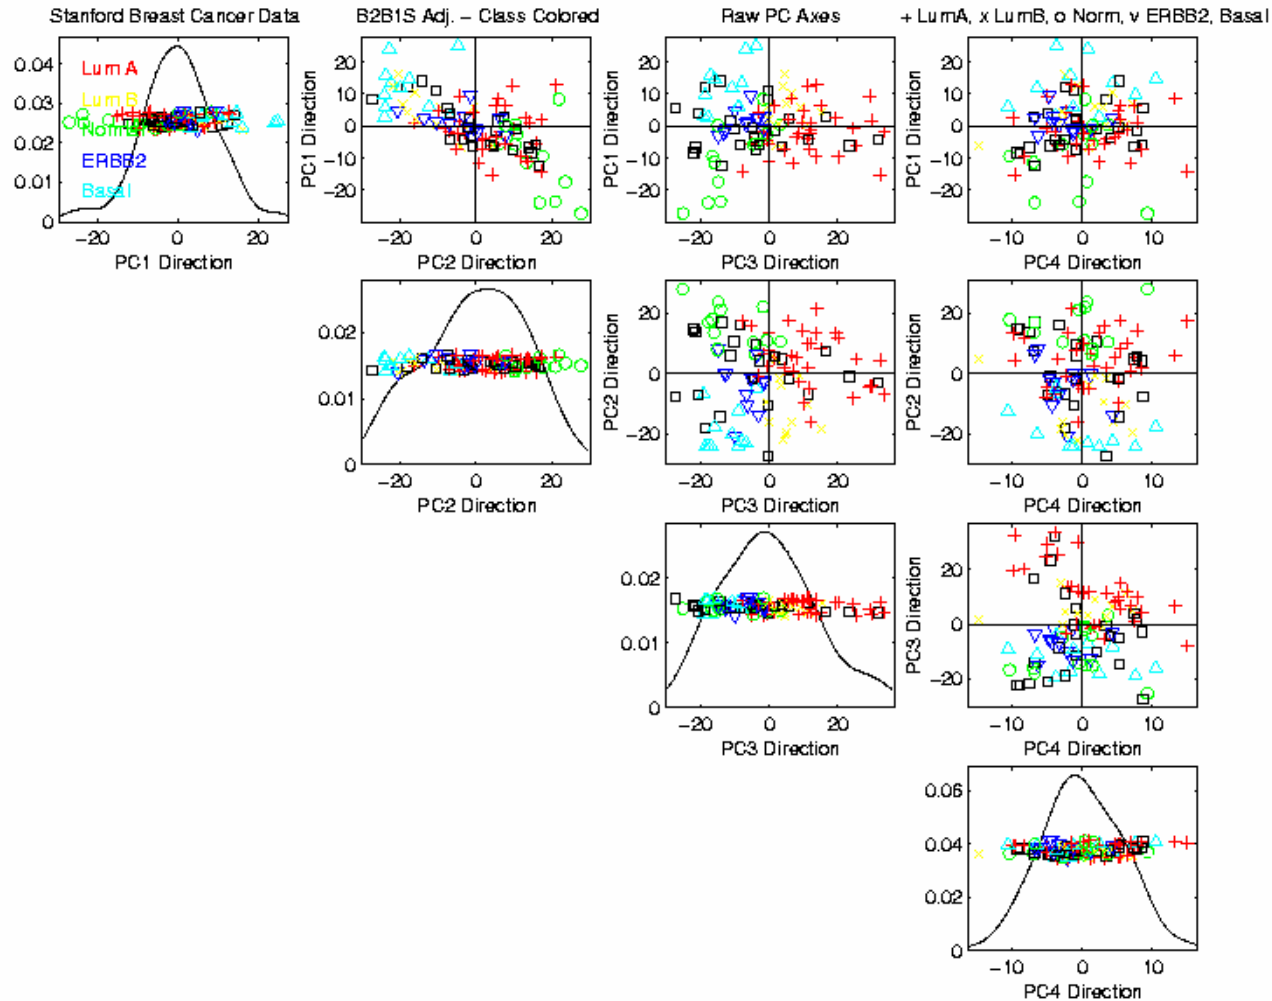 Stanford Breast Cancer Data
B2B1S Adj. – Class Colored
Raw PC Axes
+ LumA, x LumB, o Norm, v ERBB2, Basal
0.04
0.03
0.02
0.01
0
Lum A
Lum B
Norm
ERBB2
Basal
−20 0 20
PC1 Direction
PC1 Direction
20
10
0
−10
−20
−20 0 20
PC2 Direction
PC1 Direction
20
10
0
−10
−20
−20 0 20
PC3 Direction
PC1 Direction
20
10
0
−10
−20
−10 0 10
PC4 Direction
0.02
0.01
0
−20 0 20
PC2 Direction
PC2 Direction
20
0
−20
−20 0 20
PC3 Direction
PC2 Direction
20
0
−20
−10 0 10
PC4 Direction
0.02
0.01
0
−20 0 20
PC3 Direction
PC3 Direction
20
0
−20
−10 0 10
PC4 Direction
0.06
0.04
0.02
0
−10 0 10
PC4 Direction